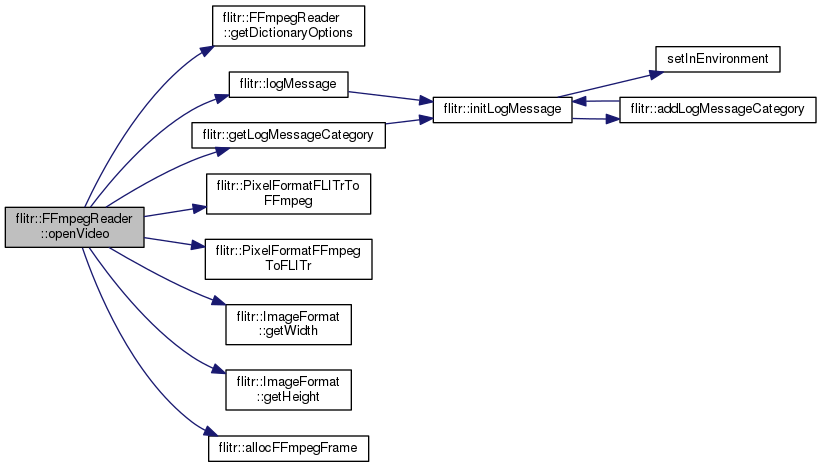 flitr::FFmpegReader
::getDictionaryOptions
setInEnvironment
flitr::logMessage
flitr::initLogMessage
flitr::addLogMessageCategory
flitr::getLogMessageCategory
flitr::PixelFormatFLITrTo
FFmpeg
flitr::FFmpegReader
::openVideo
flitr::PixelFormatFFmpeg
ToFLITr
flitr::ImageFormat
::getWidth
flitr::ImageFormat
::getHeight
flitr::allocFFmpegFrame